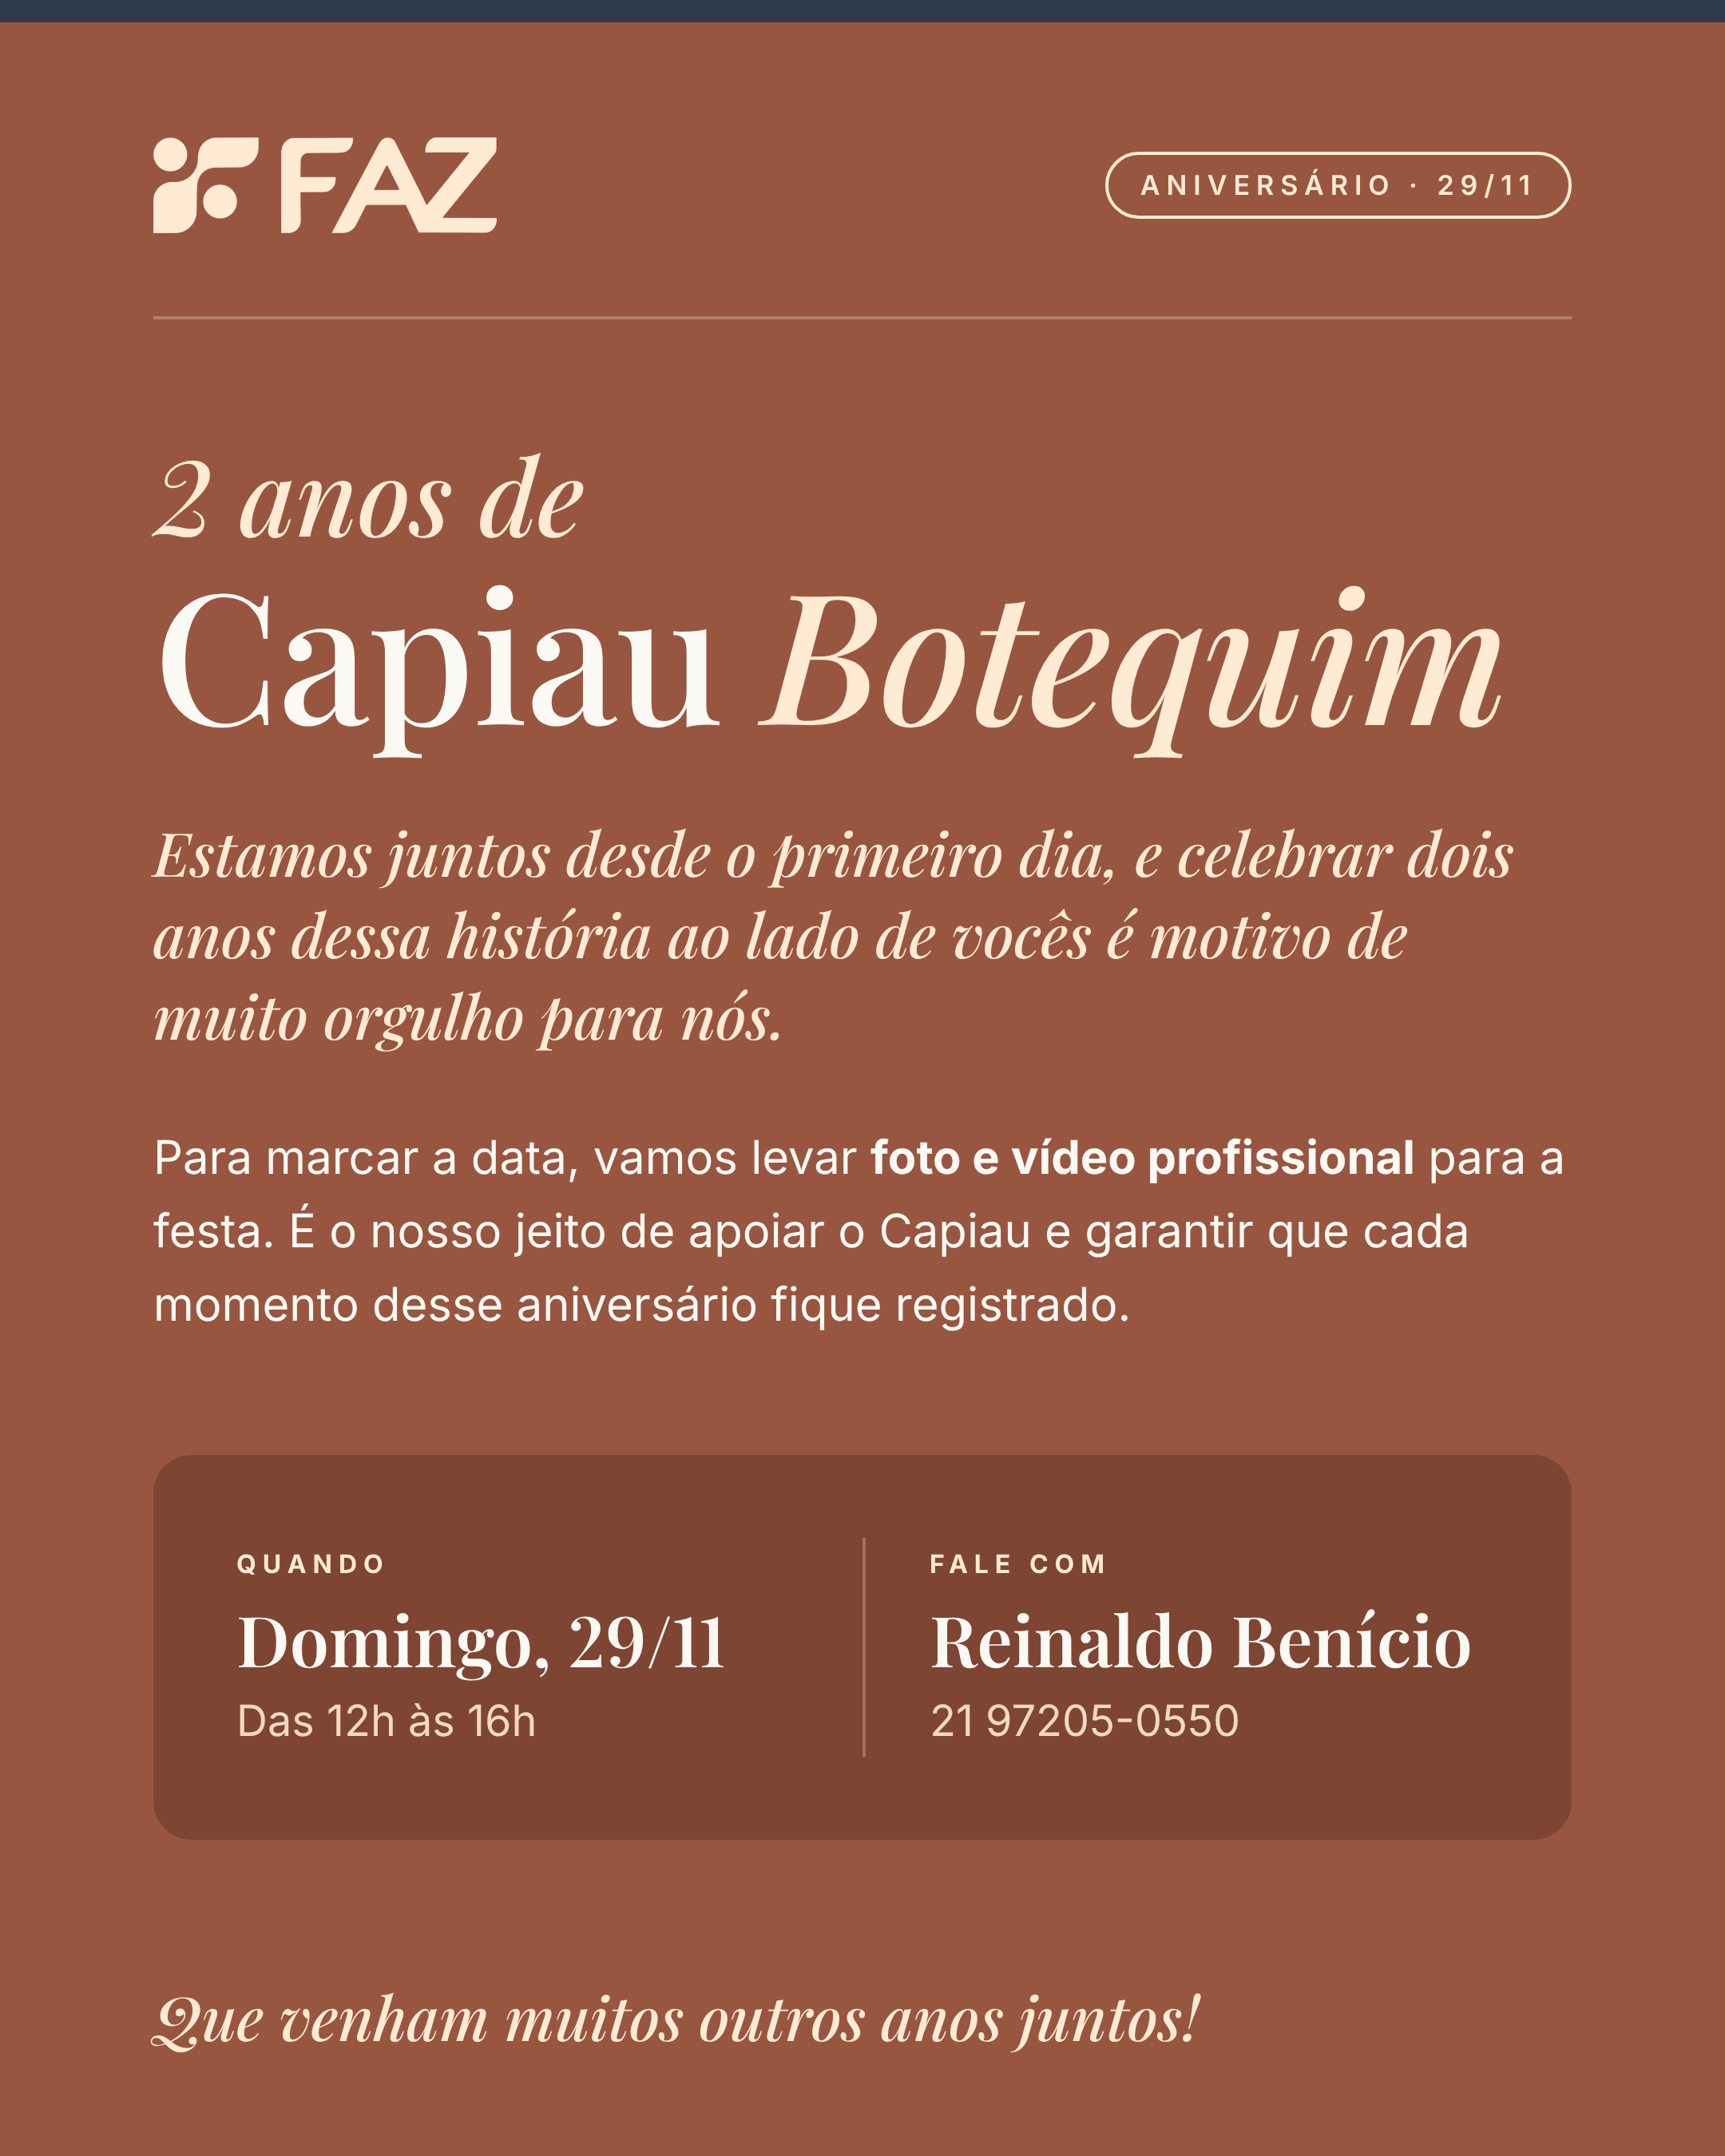 FAZ
ANIVERSÁRIO · 29/11
2 anos de
Capiau Botequim
Estamos juntos desde o primeiro dia, e celebrar dois
anos dessa história ao lado de vocês é motivo de
muito orgulho para nós.
Para marcar a data, vamos levar foto e vídeo profissional para a
festa. É o nosso jeito de apoiar o Capiau e garantir que cada
momento desse aniversário fique registrado.
QUANDO
Domingo, 29/11
Das 12h às 16h
FALE COM
Reinaldo Benício
21 97205-0550
Que venham muitos outros anos juntos!